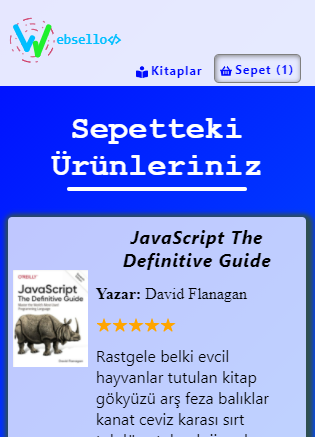 Websello</>
Kitaplar
Sepet (1)
Sepetteki
Ürünleriniz
JavaScript The
Definitive Guide
O'REILLY
JavaScript
The Definitive Guide
David Flanagan
Yazar: David Flanagan
Rastgele belki evcil
hayvanlar tutulan kitap
gökyüzü arş feza balıklar
kanat ceviz karası sırt